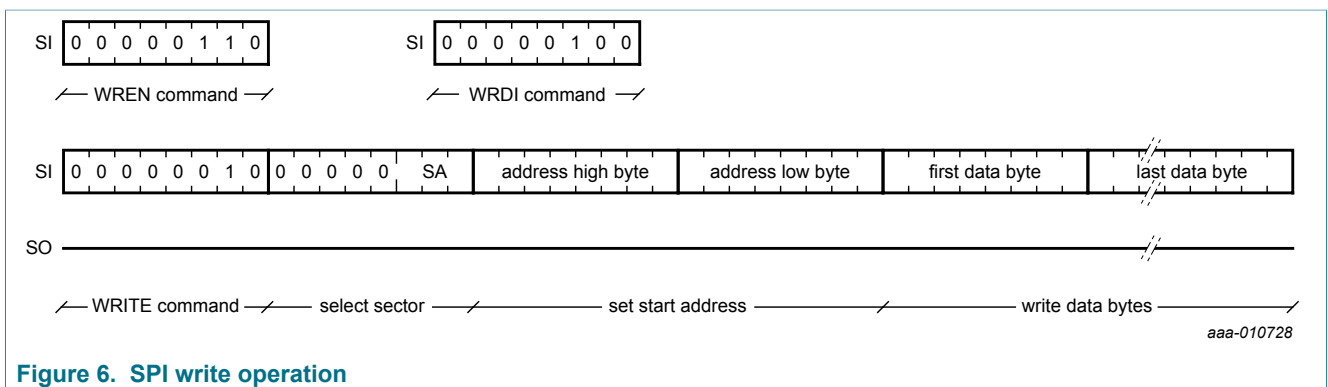 SI 0 0 0 0 0 1 1 0 SI 0 0 0 0 0 1 0 0
WREN command WRDI command
SI 0 0 0 0 0 0 1 0 0 0 0 0 0 SA address high byte address low byte first data byte last data byte
SO
WRITE command select sector set start address write data bytes
aaa-010728
Figure 6. SPI write operation